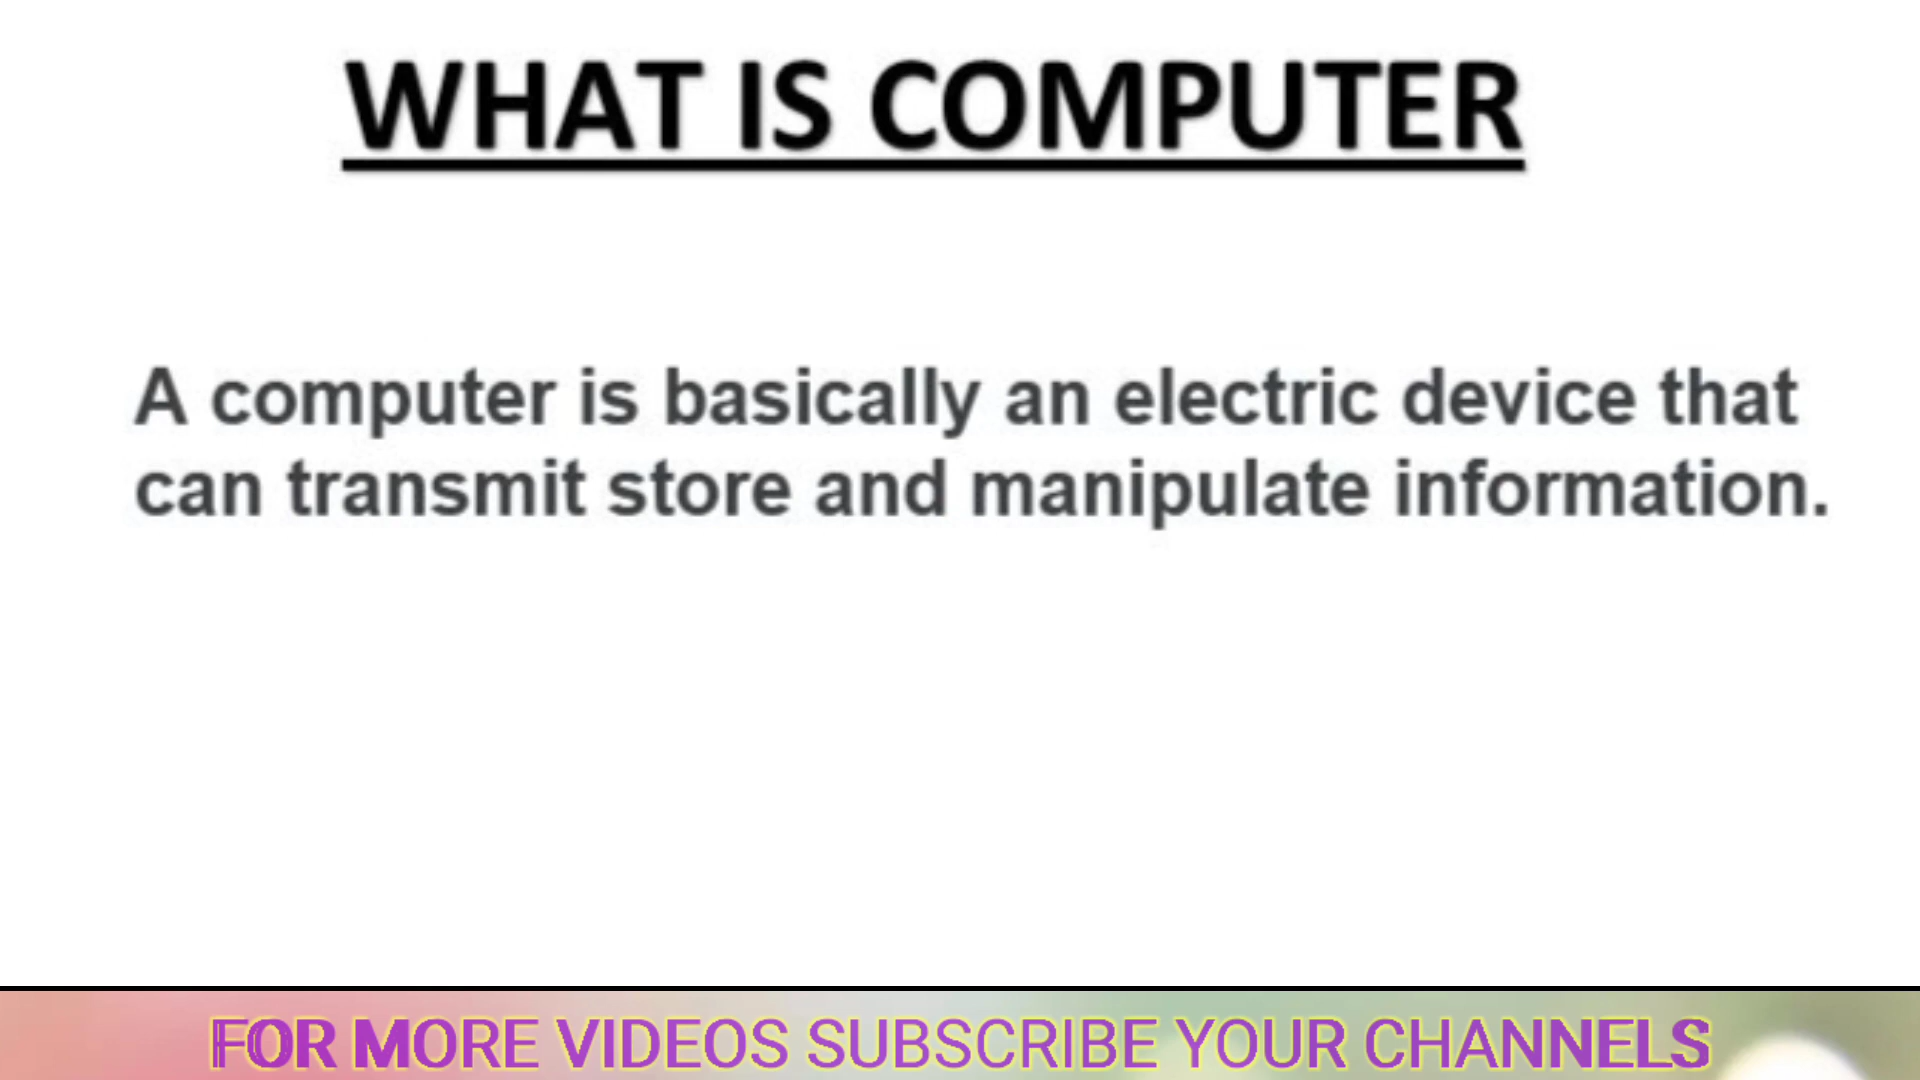 WHAT IS COMPUTER
A computer is basically an electric device that
can transmit store and manipulate information.
FOR MORE VIDEOS SUBSCRIBE YOUR CHANNELS